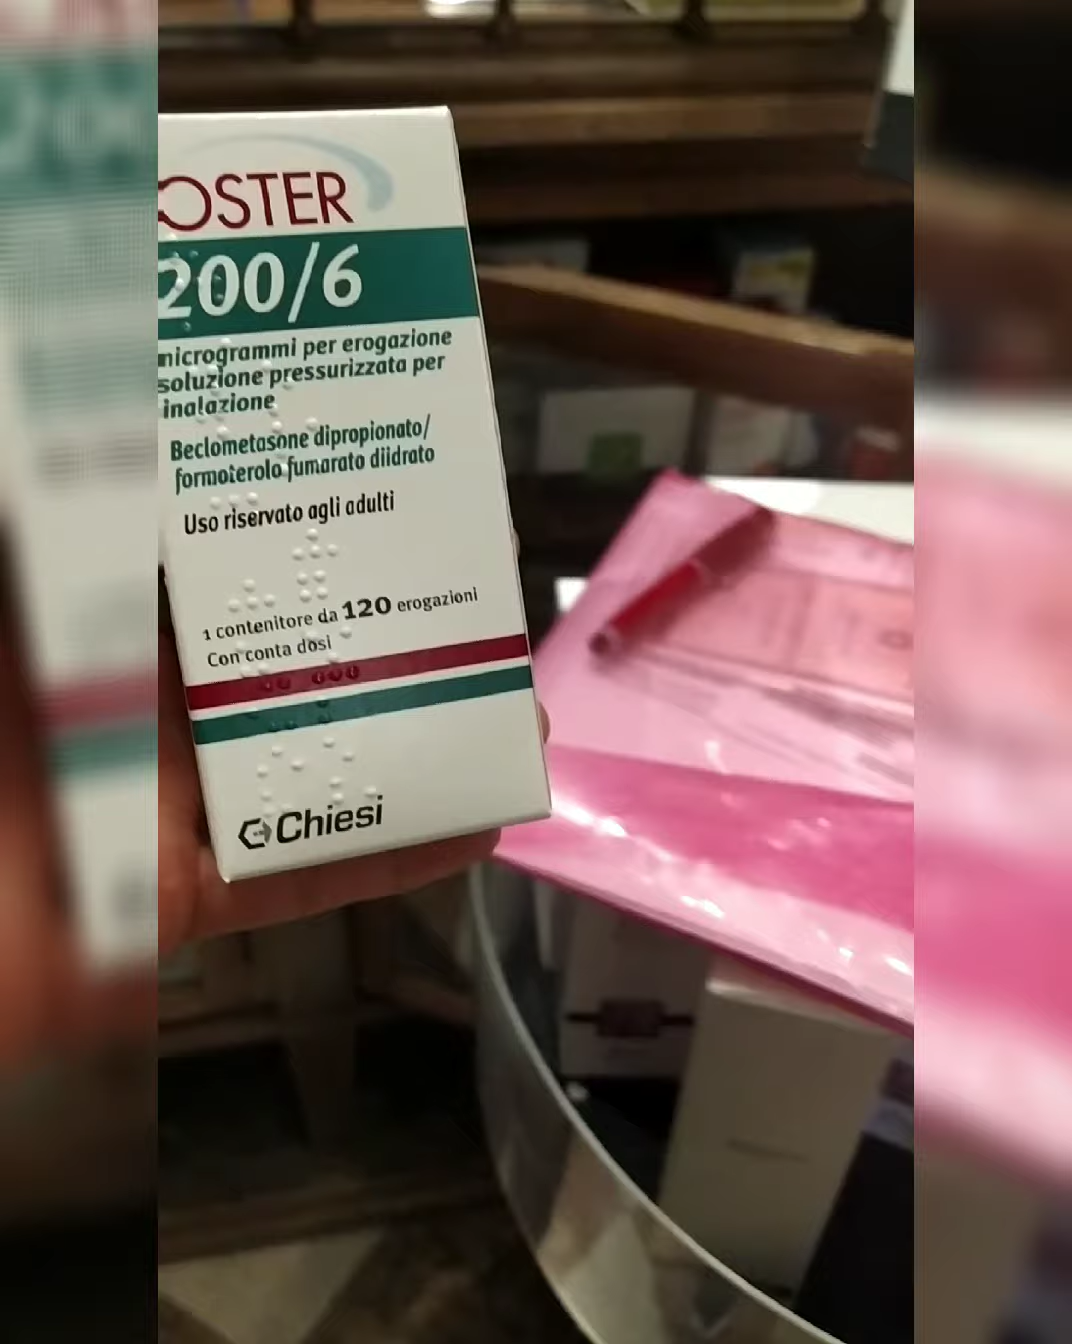 OSTER
200/6
microgrammi per erogazione
soluzione pressurizzata per
inalazione
Beclometasone dipropionato/
formoterolo fumarato diidrato
Uso riservato agli adulti
1 contenitore da 120 erogazioni
Con conta dosi
Chiesi